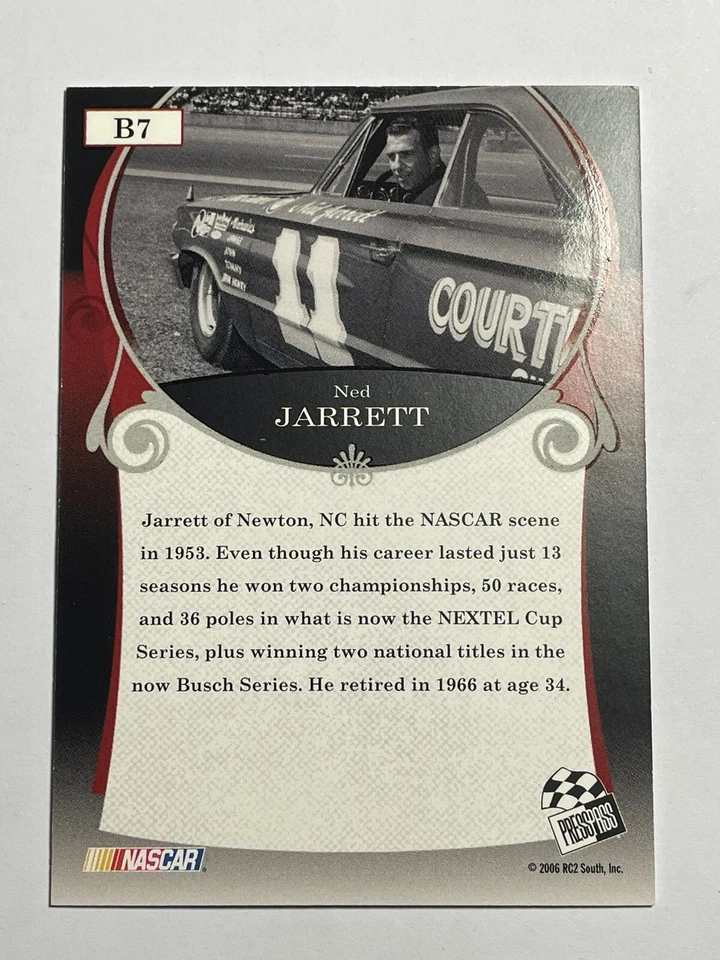 B7
11
COURT
Ned
JARRETT
Jarrett of Newton, NC hit the NASCAR scene
in 1953. Even though his career lasted just 13
seasons he won two championships, 50 races,
and 36 poles in what is now the NEXTEL Cup
Series, plus winning two national titles in the
now Busch Series. He retired in 1966 at age 34.
PRESS PASS
NASCAR
© 2006 RC2 South, Inc.